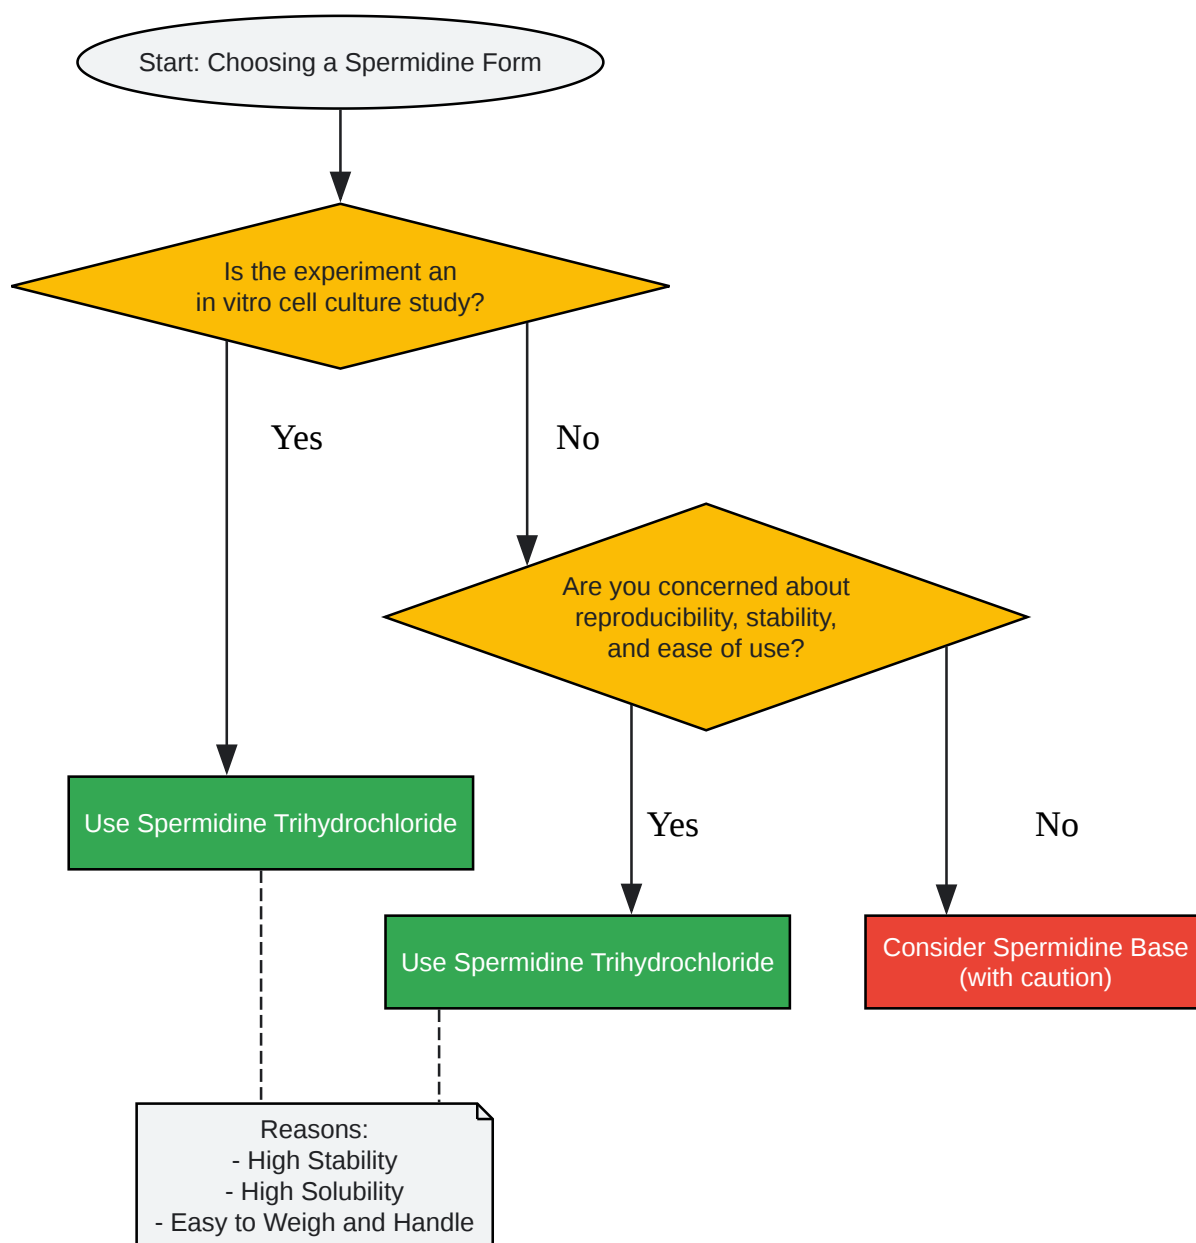 Start: Choosing a Spermidine Form
Is the experiment an
in vitro cell culture study?
Yes
No
Are you concerned about
reproducibility, stability,
and ease of use?
Use Spermidine Trihydrochloride
Yes
No
Use Spermidine Trihydrochloride
Consider Spermidine Base
(with caution)
Reasons:
- High Stability
- High Solubility
- Easy to Weigh and Handle